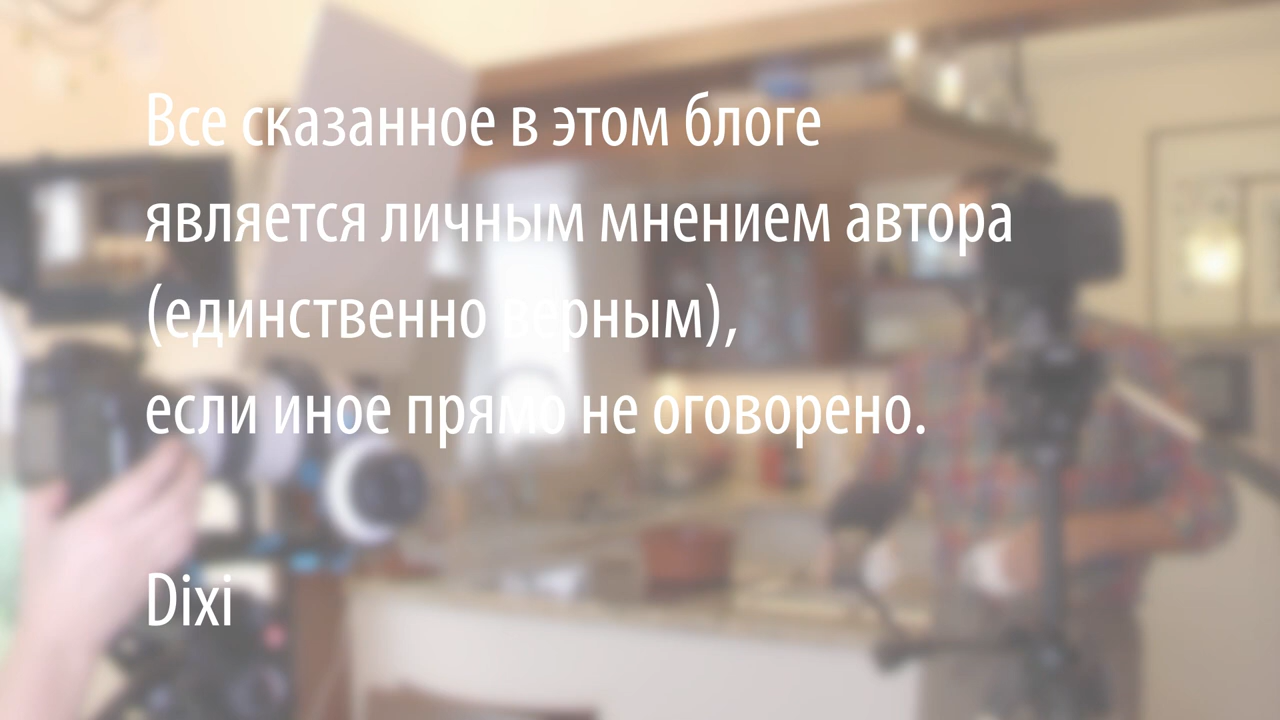 Все сказанное в этом блоге
является личным мнением автора
(единственно верным),
если иное прямо не оговорено.
Dixi